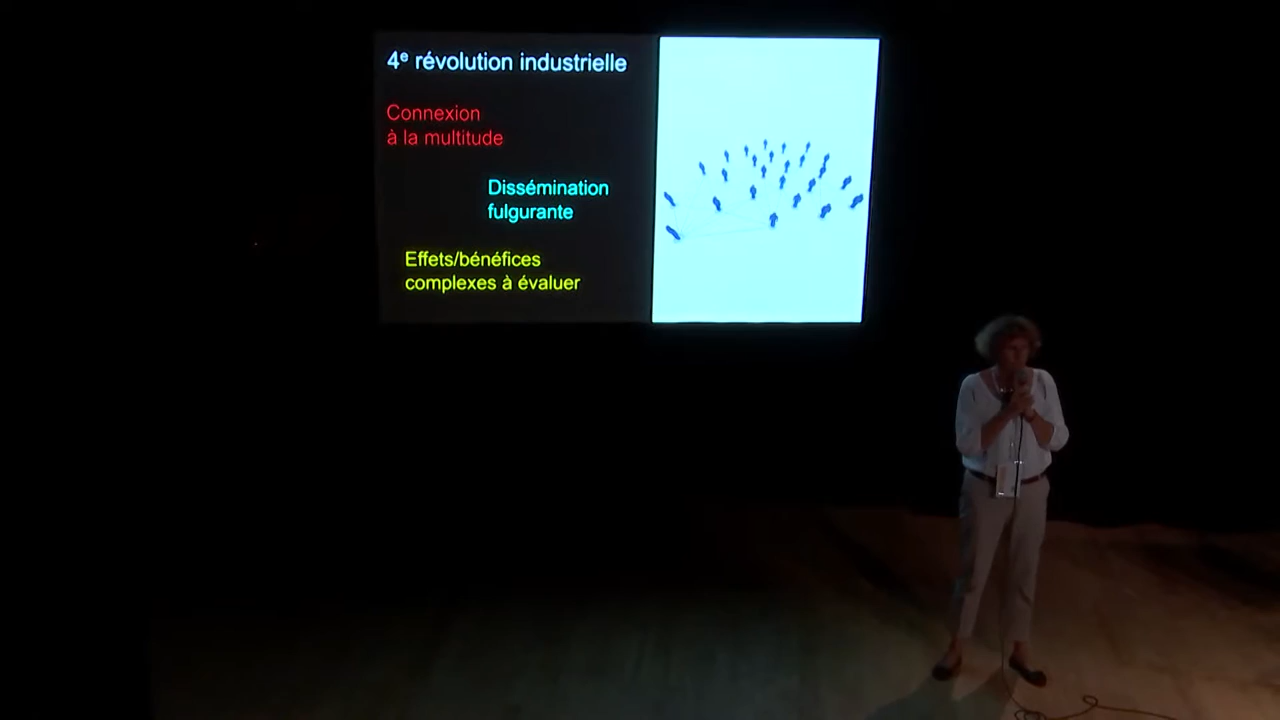 4e révolution industrielle
Connexion
à la multitude
Dissémination
fulgurante
Effets/bénéfices
complexes à évaluer